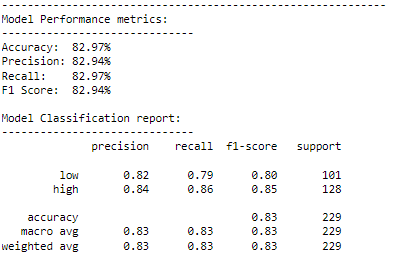 ------------------------------------------------------------
Model Performance metrics:
------------------------------
Accuracy: 82.97%
Precision: 82.94%
Recall: 82.97%
F1 Score: 82.94%
Model Classification report:
------------------------------
precision recall f1-score support
low 0.82 0.79 0.80 101
high 0.84 0.86 0.85 128
accuracy 0.83 229
macro avg 0.83 0.83 0.83 229
weighted avg 0.83 0.83 0.83 229